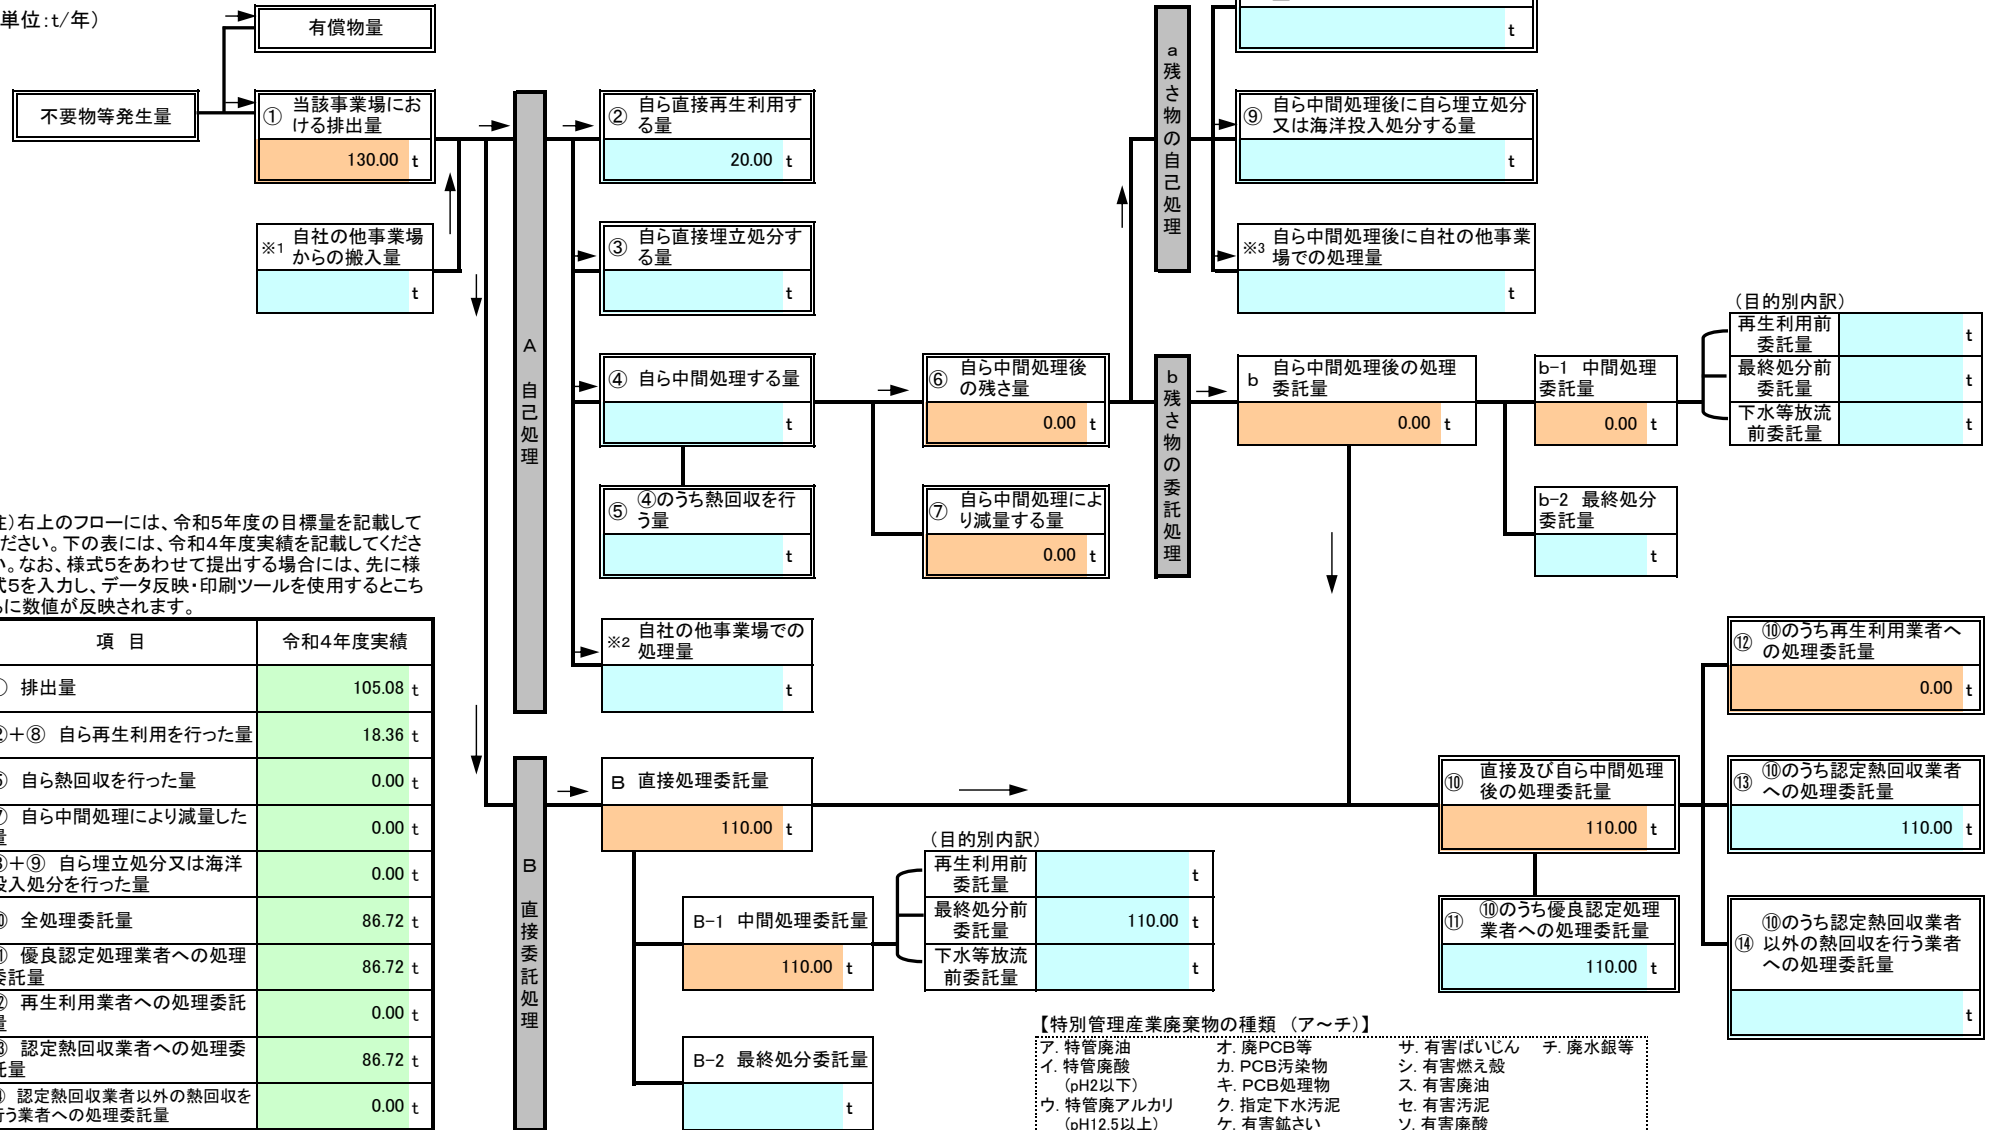 単位:t/年)
有償物量
不要物等発生量
① 当該事業場にお
ける排出量
130.00 t
※1 自社の他事業場
からの搬入量
t
A
自己処理
② 自ら直接再生利用す
る量
20.00 t
③ 自ら直接埋立処分す
る量
t
④ 自ら中間処理する量
t
⑤ ④のうち熱回収を行
う量
t
※2 自社の他事業場での
処理量
t
⑥ 自ら中間処理後
の残さ量
0.00 t
⑦ 自ら中間処理によ
り減量する量
0.00 t
a
残さ物の自己処理
t
⑨ 自ら中間処理後に自ら埋立処分
又は海洋投入処分する量
t
※3 自ら中間処理後に自社の他事業
場での処理量
t
b
残さ物の委託処理
b 自ら中間処理後の処理
委託量
0.00 t
b-1 中間処理
委託量
0.00 t
b-2 最終処分
委託量
t
(目的別内訳)
再生利用前
委託量
t
最終処分前
委託量
t
下水等放流
前委託量
t
)右上のフローには、令和5年度の目標量を記載して
ださい。下の表には、令和4年度実績を記載してくださ
。なお、様式5をあわせて提出する場合には、先に様
式5を入力し、データ反映・印刷ツールを使用するとこち
に数値が反映されます。
項 目 令和4年度実績
排出量 105.08 t
+⑧ 自ら再生利用を行った量 18.36 t
自ら熱回収を行った量 0.00 t
自ら中間処理により減量した
量 0.00 t
+⑨ 自ら埋立処分又は海洋
投入処分を行った量 0.00 t
全処理委託量 86.72 t
優良認定処理業者への処理
委託量 86.72 t
再生利用業者への処理委託
量 0.00 t
認定熱回収業者への処理委
託量 86.72 t
認定熱回収業者以外の熱回収を
行う業者への処理委託量 0.00 t
B
直接委託処理
B 直接処理委託量
110.00 t
B-1 中間処理委託量
110.00 t
B-2 最終処分委託量
t
(目的別内訳)
再生利用前
委託量
t
最終処分前
委託量
110.00 t
下水等放流
前委託量
t
⑩ 直接及び自ら中間処理
後の処理委託量
110.00 t
⑪ ⑩のうち優良認定処理
業者への処理委託量
110.00 t
⑫ ⑩のうち再生利用業者へ
の処理委託量
0.00 t
⑬ ⑩のうち認定熱回収業者
への処理委託量
110.00 t
⑭ ⑩のうち認定熱回収業者
以外の熱回収を行う業者
への処理委託量
t
【特別管理産業廃棄物の種類 (ア～チ)】
ア. 特管廃油 オ. 廃PCB等 サ. 有害ばいじん チ. 廃水銀等
イ. 特管廃酸 カ. PCB汚染物 シ. 有害燃え殻
(pH2以下) キ. PCB処理物 ス. 有害廃油
ウ. 特管廃アルカリ ク. 指定下水汚泥 セ. 有害汚泥
(pH12.5以上) ケ. 有害鉱さい ソ. 有害廃酸